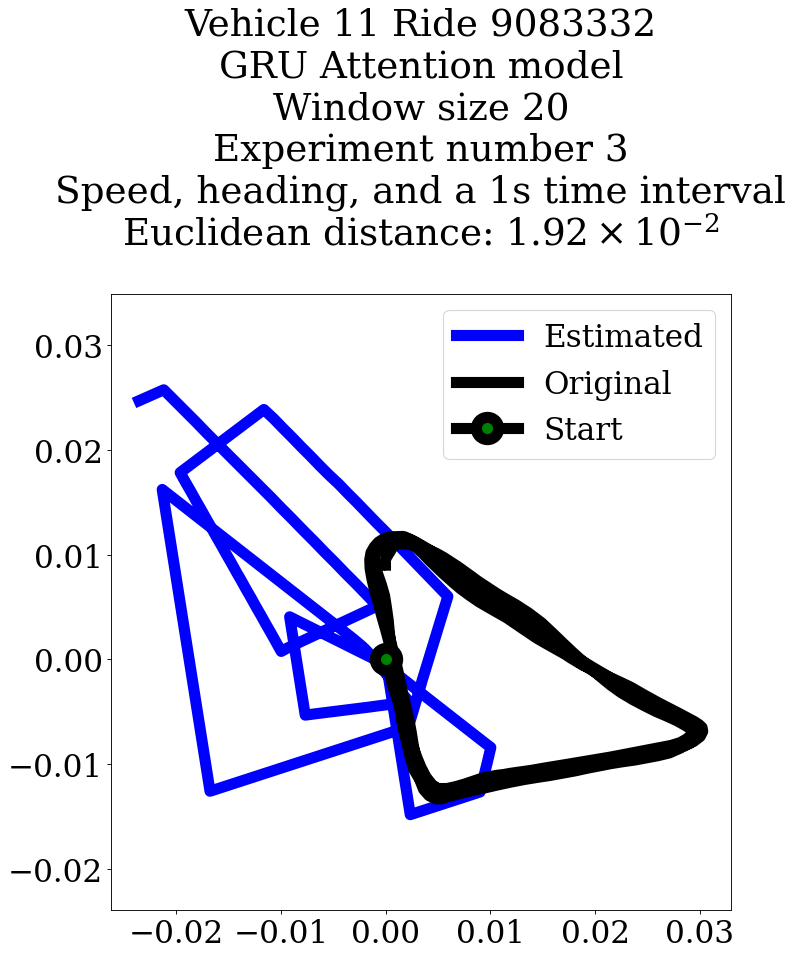 Vehicle 11 Ride 9083332
GRU Attention model
Window size 20
Experiment number 3
Speed, heading, and a 1s time interval
Euclidean distance: 1.92 × 10⁻²
Estimated
Original
Start
0.03
0.02
0.01
0.00
−0.01
−0.02
−0.02 −0.01 0.00 0.01 0.02 0.03